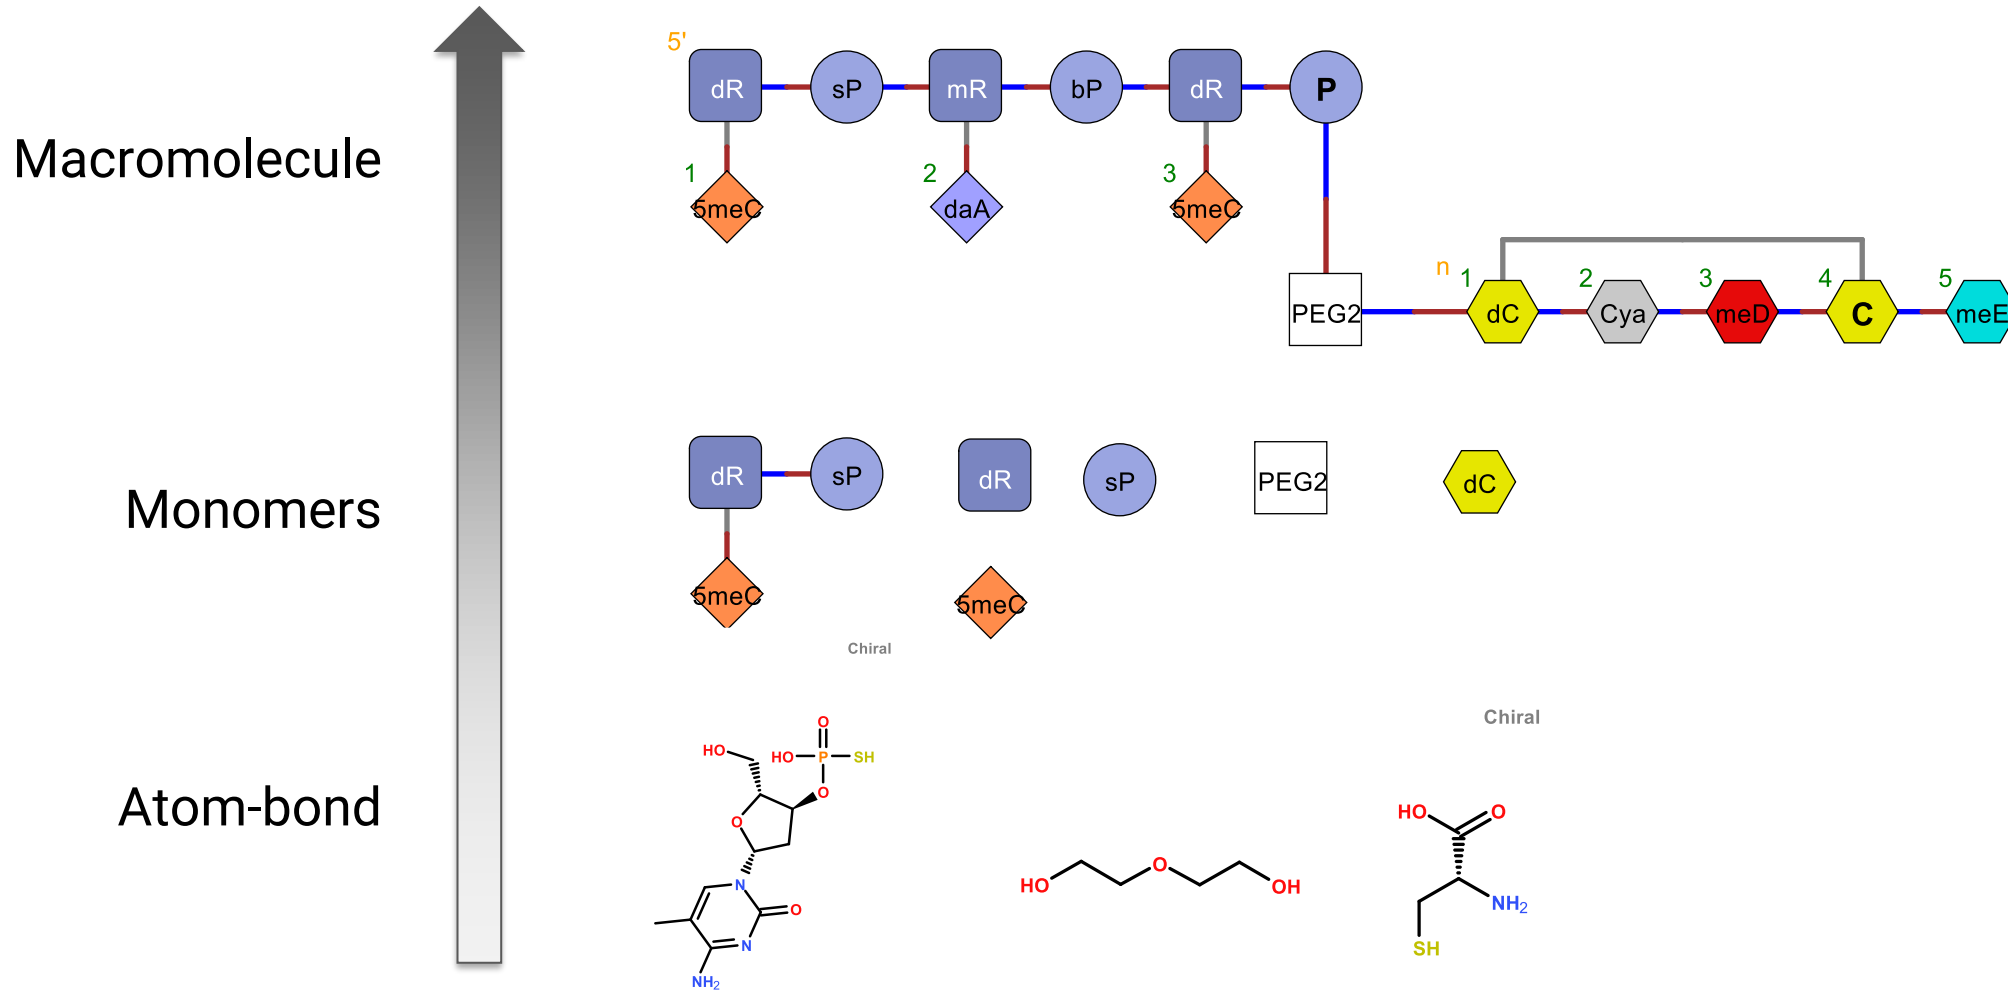 5'
dR sP mR bP dR P
Macromolecule
1 2 3
5meC daA 5meC
n 1 2 3 4 5
PEG2 dC Cya meD C meE
dR sP dR sP PEG2 dC
Monomers
5meC 5meC
Chiral
Chiral
O
HO HO P SH
O
Atom-bond
O HO O
O
HO OH
N NH2
O
SH
N
NH2